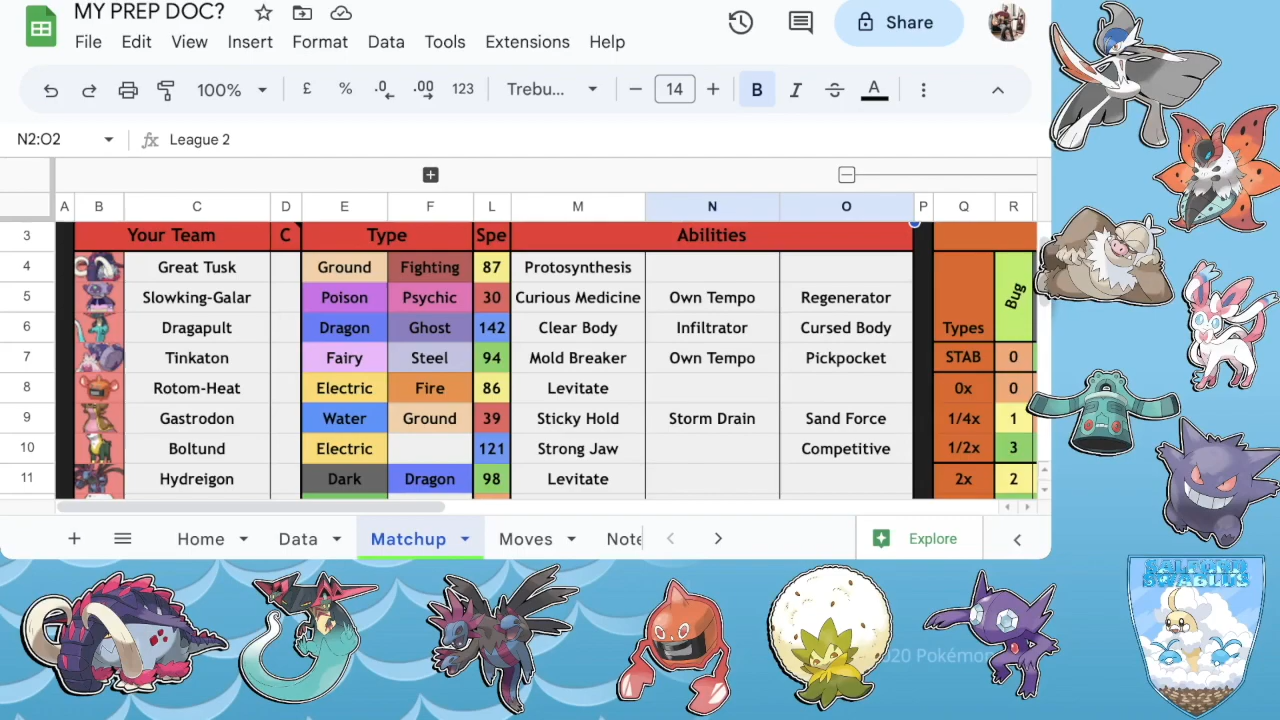 MY PREP DOC?
Share
File Edit View Insert Format Data Tools Extensions Help
100% £ % .0 .00 123 Trebu... 14 B I S A
N2:O2 fx League 2
A B C D E F L M N O P Q R
3 Your Team C Type Spe Abilities
4 Great Tusk Ground Fighting 87 Protosynthesis
Bug
5 Slowking-Galar Poison Psychic 30 Curious Medicine Own Tempo Regenerator
6 Dragapult Dragon Ghost 142 Clear Body Infiltrator Cursed Body Types
7 Tinkaton Fairy Steel 94 Mold Breaker Own Tempo Pickpocket STAB 0
8 Rotom-Heat Electric Fire 86 Levitate 0x 0
9 Gastrodon Water Ground 39 Sticky Hold Storm Drain Sand Force 1/4x 1
10 Boltund Electric 121 Strong Jaw Competitive 1/2x 3
11 Hydreigon Dark Dragon 98 Levitate 2x 2
Home Data Matchup Moves Note Explore
2020 Pokémon